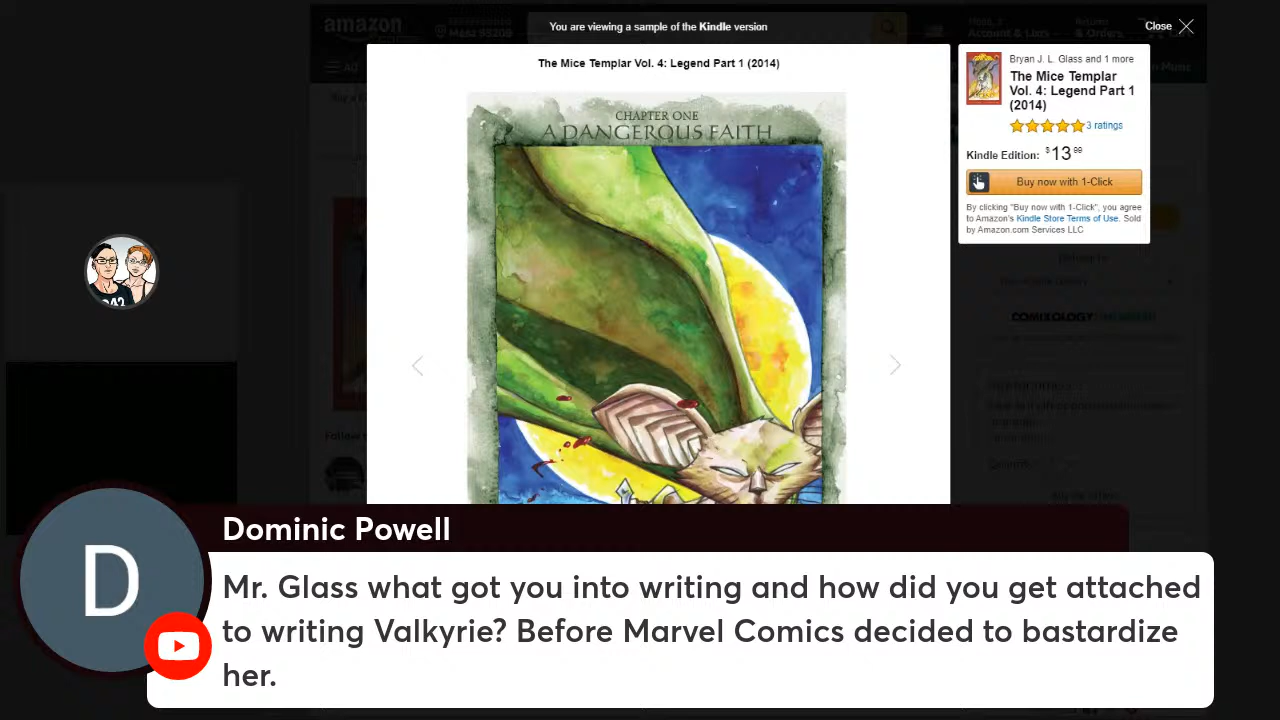 amazon
You are viewing a sample of the Kindle version
Close
Account & Lists
& Orders
The Mice Templar Vol. 4: Legend Part 1 (2014)
CHAPTER ONE
A DANGEROUS FAITH
Bryan J. L. Glass and 1 more
The Mice Templar
Vol. 4: Legend Part 1
(2014)
3 ratings
Kindle Edition: $13 99
Buy now with 1-Click
By clicking "Buy now with 1-Click", you agree
to Amazon's Kindle Store Terms of Use. Sold
by Amazon.com Services LLC
COMIXOLOGY
Follow
Dominic Powell
D
Mr. Glass what got you into writing and how did you get attached
to writing Valkyrie? Before Marvel Comics decided to bastardize
her.